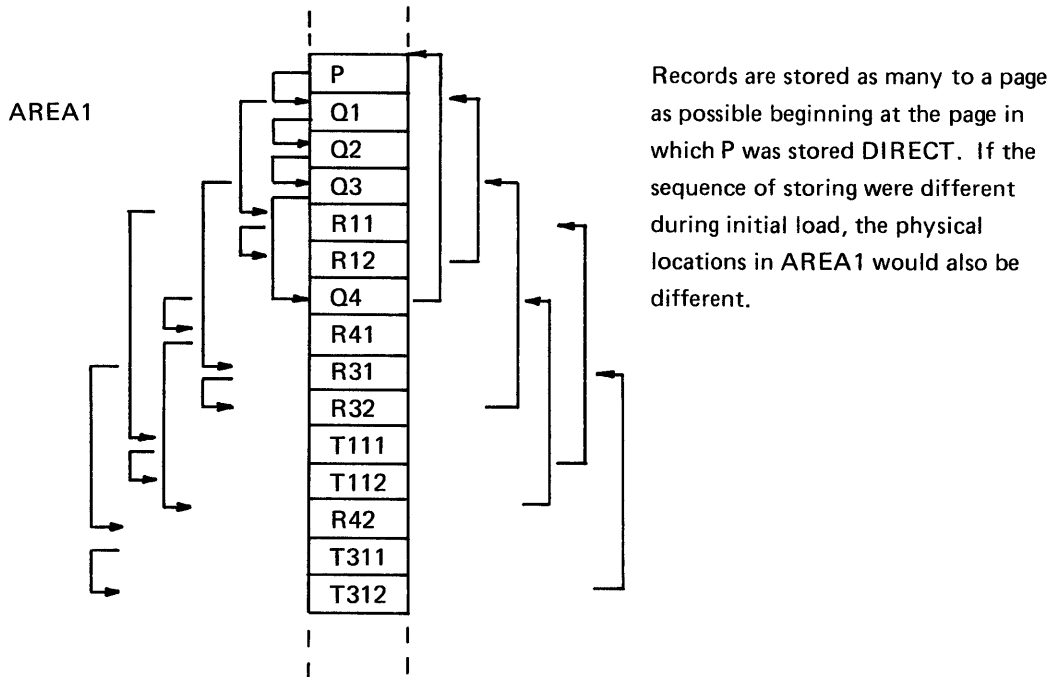 AREA1
P
Q1
Q2
Q3
R11
R12
Q4
R41
R31
R32
T111
T112
R42
T311
T312
Records are stored as many to a page
as possible beginning at the page in
which P was stored DIRECT. If the
sequence of storing were different
during initial load, the physical
locations in AREA1 would also be
different.